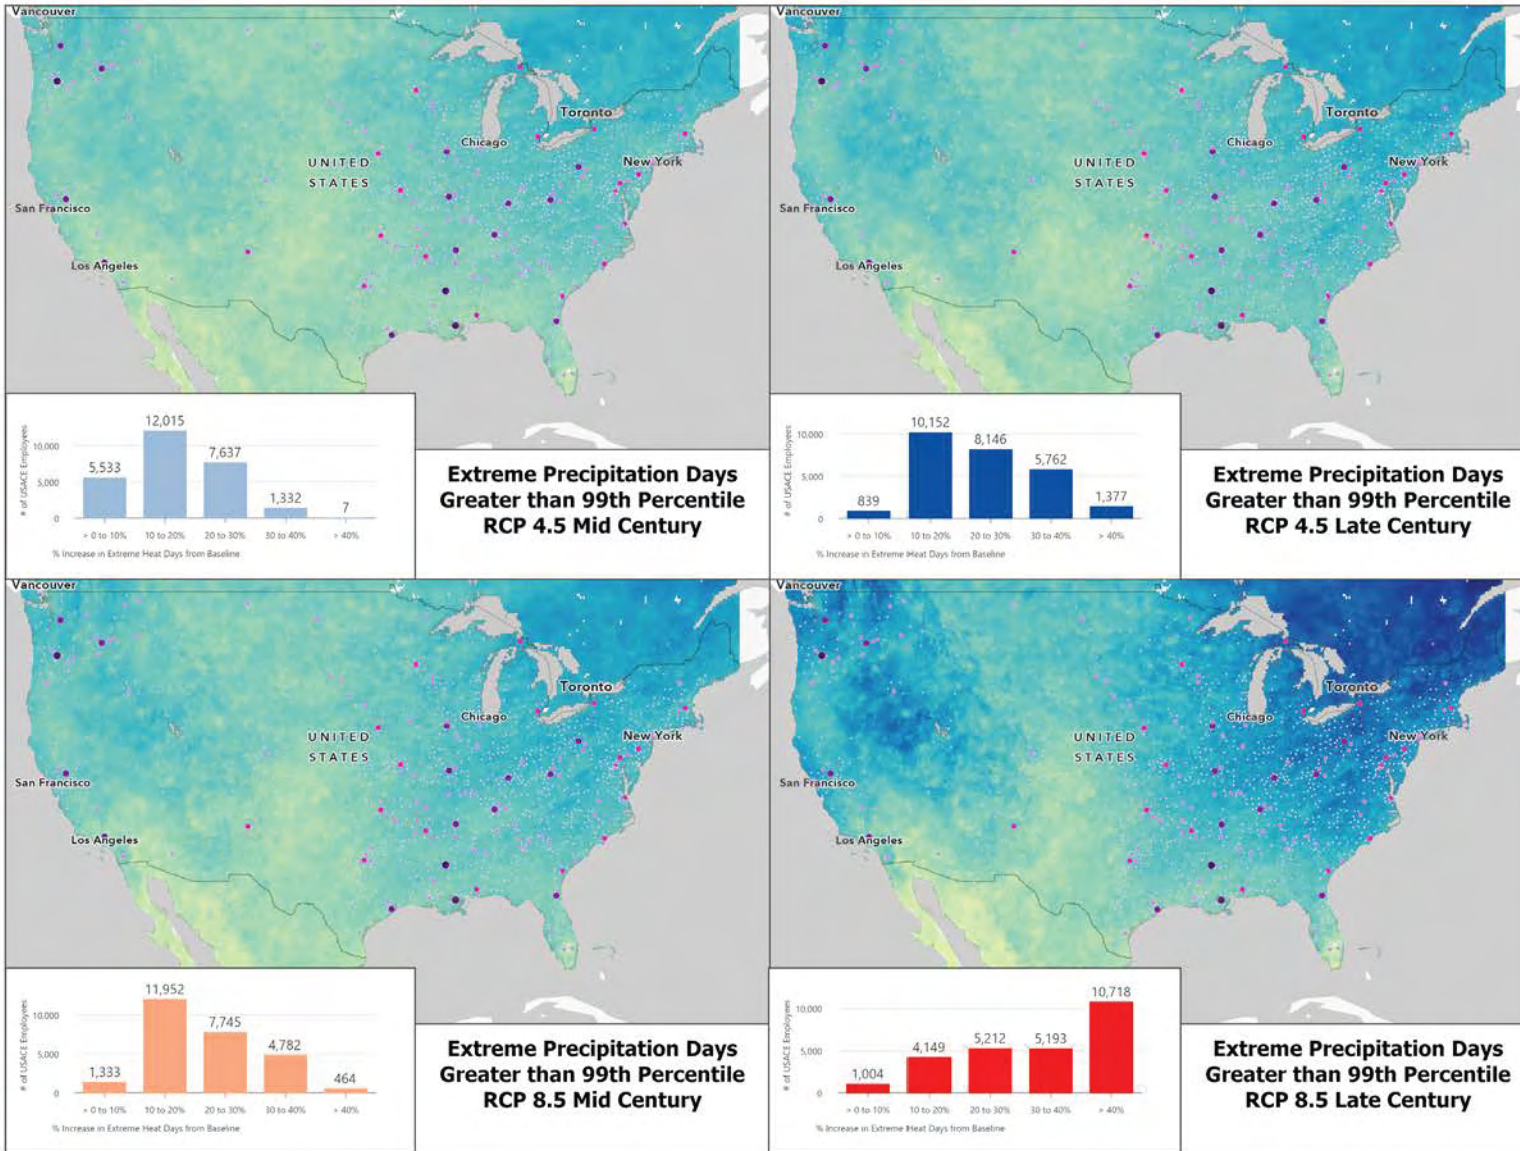 Vancouver
Toronto
Chicago
New York
UNITED
STATES
San Francisco
Los Angeles
# of USACE Employees
10,000
5,000
0
5,533
12,015
7,637
1,332
7
> 0 to 10%
10 to 20%
20 to 30%
30 to 40%
> 40%
% Increase in Extreme Heat Days from Baseline
Extreme Precipitation Days
Greater than 99th Percentile
RCP 4.5 Mid Century
Vancouver
Toronto
Chicago
New York
UNITED
STATES
San Francisco
Los Angeles
# of USACE Employees
10,000
5,000
0
839
10,152
8,146
5,762
1,377
> 0 to 10%
10 to 20%
20 to 30%
30 to 40%
> 40%
% Increase in Extreme Heat Days from Baseline
Extreme Precipitation Days
Greater than 99th Percentile
RCP 4.5 Late Century
Vancouver
Toronto
Chicago
New York
UNITED
STATES
San Francisco
Los Angeles
# of USACE Employees
10,000
5,000
0
1,333
11,952
7,745
4,782
464
> 0 to 10%
10 to 20%
20 to 30%
30 to 40%
> 40%
% Increase in Extreme Heat Days from Baseline
Extreme Precipitation Days
Greater than 99th Percentile
RCP 8.5 Mid Century
Vancouver
Toronto
Chicago
New York
UNITED
STATES
San Francisco
Los Angeles
# of USACE Employees
10,000
5,000
0
1,004
4,149
5,212
5,193
10,718
> 0 to 10%
10 to 20%
20 to 30%
30 to 40%
> 40%
% Increase in Extreme Heat Days from Baseline
Extreme Precipitation Days
Greater than 99th Percentile
RCP 8.5 Late Century